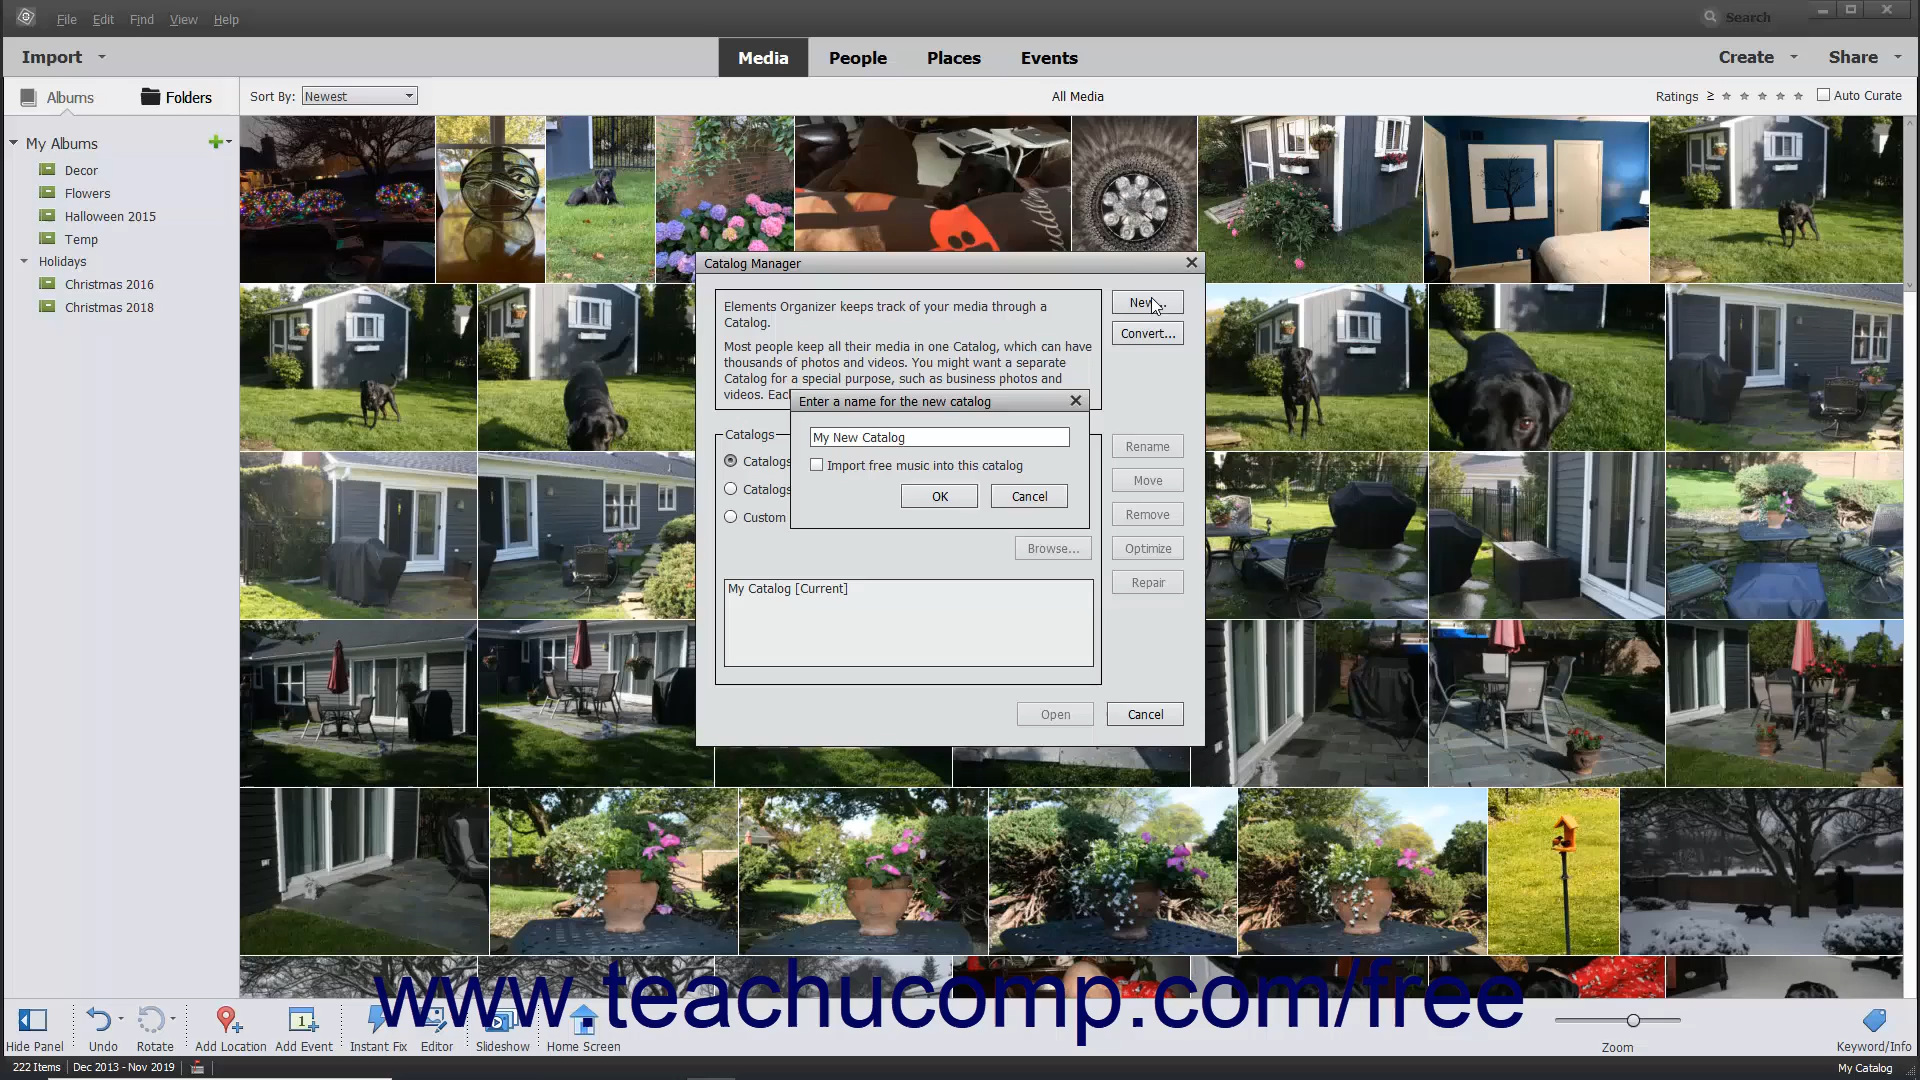 File Edit Find View Help
Search
Import
Media People Places Events
Create Share
Albums Folders
Sort By: Newest
All Media
Ratings ≥
Auto Curate
My Albums
Decor
Flowers
Halloween 2015
Temp
Holidays
Christmas 2016
Christmas 2018
Catalog Manager
Elements Organizer keeps track of your media through a
Catalog.
Most people keep all their media in one Catalog, which can have
thousands of photos and videos. You might want a separate
Catalog for a special purpose, such as business photos and
videos.
New...
Convert...
Enter a name for the new catalog
My New Catalog
Import free music into this catalog
OK Cancel
Catalogs
Catalogs
Catalogs
Custom
Browse...
Rename
Move
Remove
Optimize
Repair
My Catalog [Current]
Open Cancel
www.teachucomp.com/free
Hide Panel Undo Rotate Add Location Add Event Instant Fix Editor Slideshow Home Screen Zoom Keyword/Info
222 Items Dec 2013 - Nov 2019
My Catalog